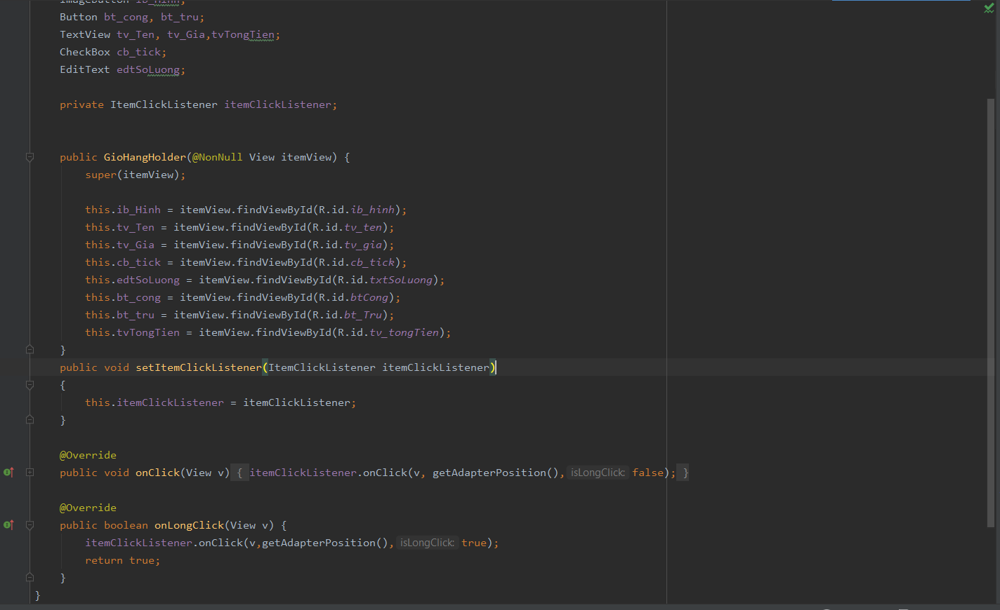 ImageButton ib_Hinh;
Button bt_cong, bt_tru;
TextView tv_Ten, tv_Gia,tvTongTien;
CheckBox cb_tick;
EditText edtSoLuong;
private ItemClickListener itemClickListener;
public GioHangHolder(@NonNull View itemView) {
super(itemView);
this.ib_Hinh = itemView.findViewById(R.id.ib_hinh);
this.tv_Ten = itemView.findViewById(R.id.tv_ten);
this.tv_Gia = itemView.findViewById(R.id.tv_gia);
this.cb_tick = itemView.findViewById(R.id.cb_tick);
this.edtSoLuong = itemView.findViewById(R.id.txtSoLuong);
this.bt_cong = itemView.findViewById(R.id.btCong);
this.bt_tru = itemView.findViewById(R.id.bt_Tru);
this.tvTongTien = itemView.findViewById(R.id.tv_tongTien);
}
public void setItemClickListener(ItemClickListener itemClickListener)
{
this.itemClickListener = itemClickListener;
}
@Override
public void onClick(View v) { itemClickListener.onClick(v, getAdapterPosition(), isLongClick: false); }
@Override
public boolean onLongClick(View v) {
itemClickListener.onClick(v,getAdapterPosition(), isLongClick: true);
return true;
}
}